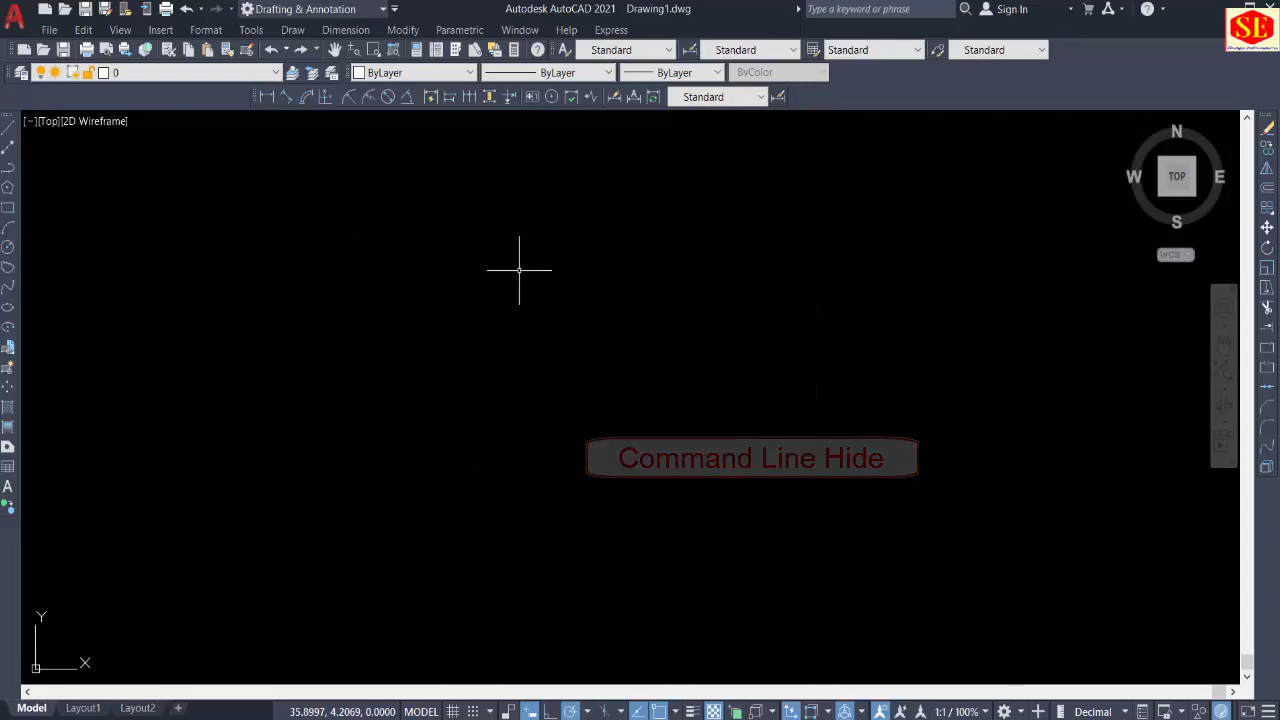 Drafting & Annotation
Autodesk AutoCAD 2021 Drawing1.dwg
Type a keyword or phrase
Sign In
SE
File Edit View Insert Format Tools Draw Dimension Modify Parametric Window Help Express
Standard Standard Standard Standard
0 ByLayer ByLayer ByLayer ByColor
Standard
[−][Top][2D Wireframe]
N
W TOP E
S
WCS
Command Line Hide
Y
X
Model Layout1 Layout2 +
35.8997, 4.2069, 0.0000 MODEL 1:1 / 100% Decimal